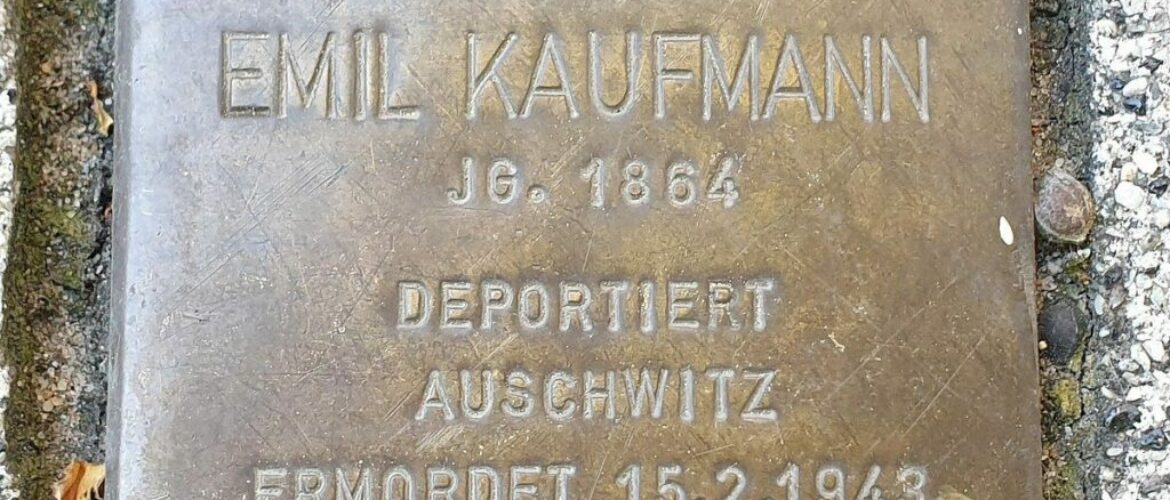 EMIL KAUFMANN
JG. 1864
DEPORTIERT
AUSCHWITZ
ERMORDET 15.2.1943